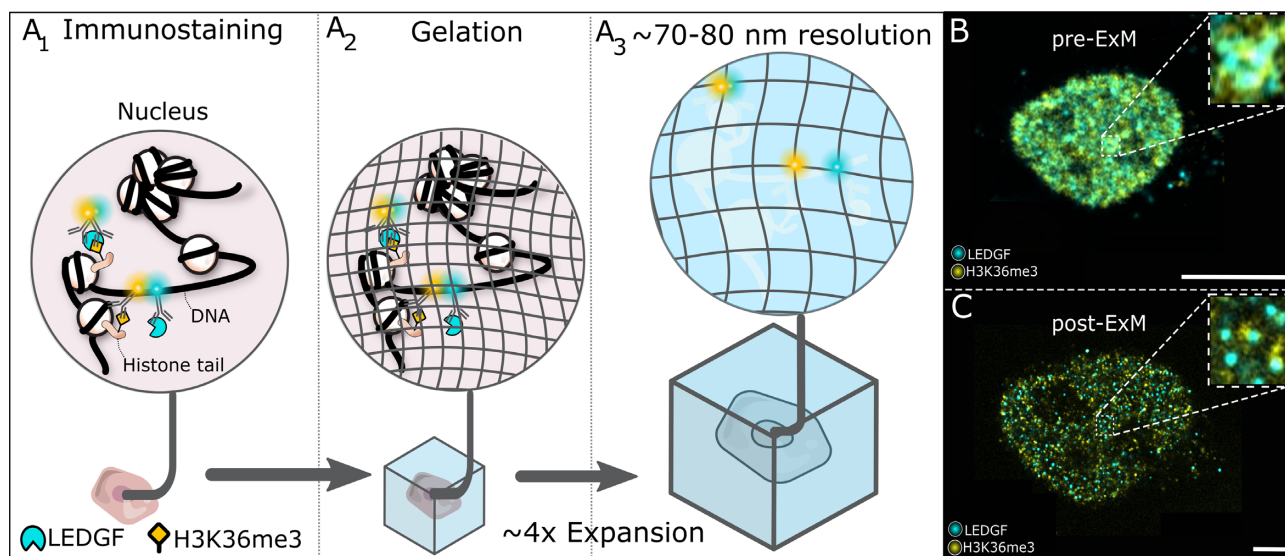 A1 Immunostaining
Nucleus
DNA
Histone tail
LEDGF
H3K36me3
A2 Gelation
~4x Expansion
A3 ~70-80 nm resolution
B
pre-ExM
LEDGF
H3K36me3
C
post-ExM
LEDGF
H3K36me3